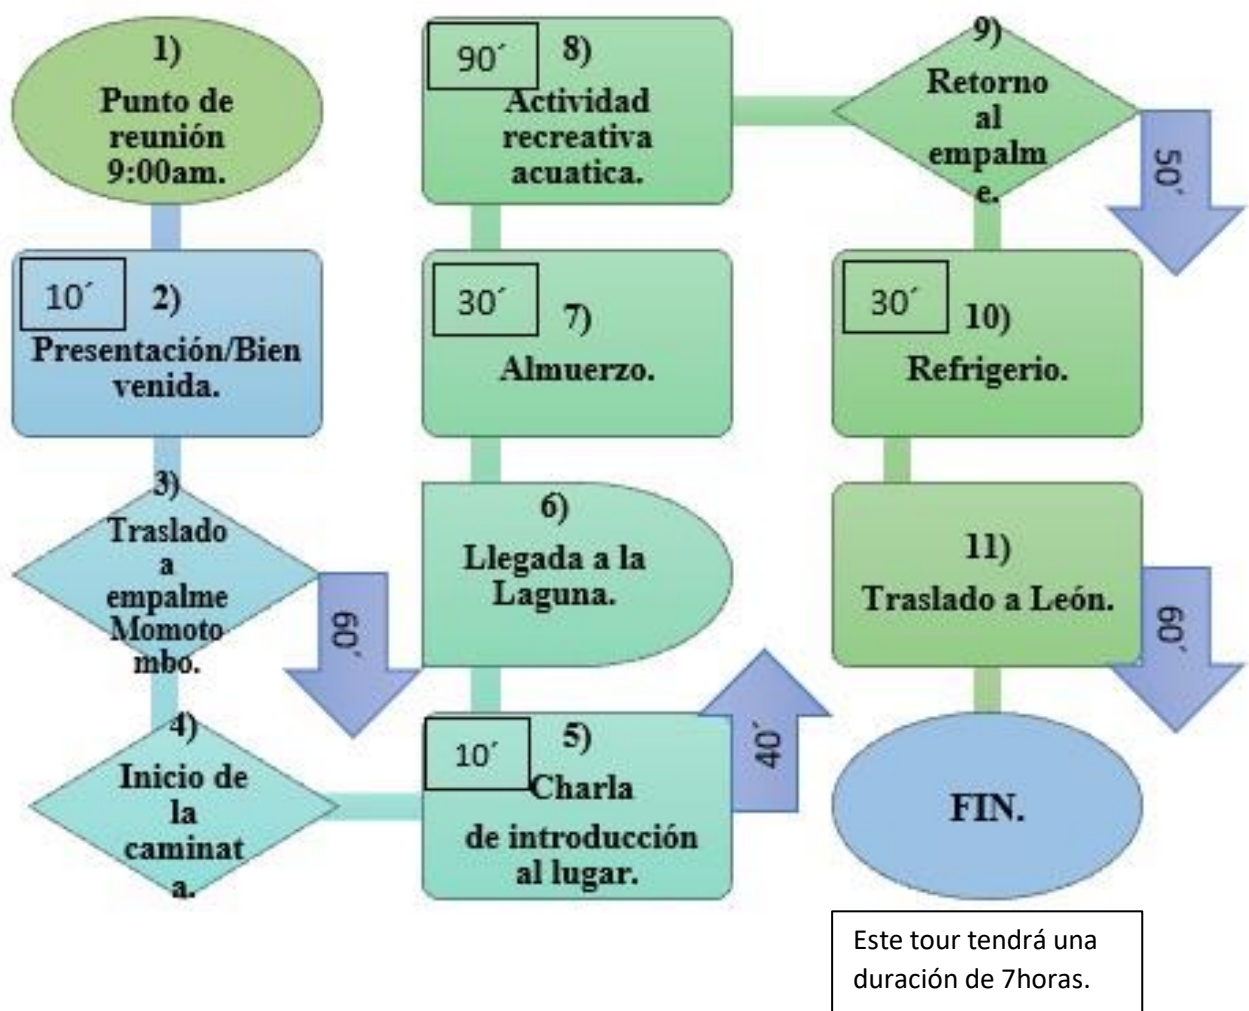 1)
Punto de
reunión
9:00am.
10´
2)
Presentación/Bien
venida.
3)
Traslado
a
empalme
Momoto
mbo.
60´
4)
Inicio de
la
caminat
a.
10´
5)
Charla
de introducción
al lugar.
40´
6)
Llegada a la
Laguna.
30´
7)
Almuerzo.
90´
8)
Actividad
recreativa
acuatica.
9)
Retorno
al
empalm
e.
50´
30´
10)
Refrigerio.
11)
Traslado a León.
60´
FIN.
Este tour tendrá una
duración de 7horas.